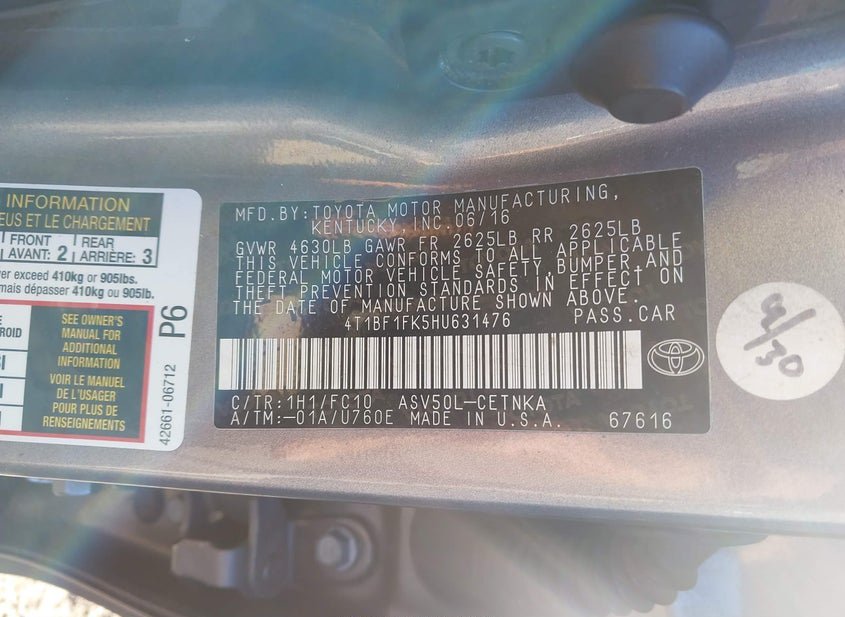 INFORMATION
EUS ET LE CHARGEMENT
FRONT
AVANT: 2
REAR
ARRIÈRE: 3
er exceed 410kg or 905lbs.
mais dépasser 410kg ou 905lb.
SEE OWNER'S
MANUAL FOR
ADDITIONAL
INFORMATION
VOIR LE MANUEL
DE L'USAGER
POUR PLUS DE
RENSEIGNEMENTS
P6
42661-06712
MFD.BY:TOYOTA MOTOR MANUFACTURING,
KENTUCKY,INC.06/16
GVWR 4630LB GAWR FR 2625LB RR 2625LB
THIS VEHICLE CONFORMS TO ALL APPLICABLE
FEDERAL MOTOR VEHICLE SAFETY,BUMPER,AND
THEFT PREVENTION STANDARDS IN EFFECT ON
THE DATE OF MANUFACTURE SHOWN ABOVE.
4T1BF1FK5HU631476 PASS.CAR
C/TR:1H1/FC10 ASV50L-CETNKA
A/TM:-01A/U760E MADE IN U.S.A. 67616
9/30